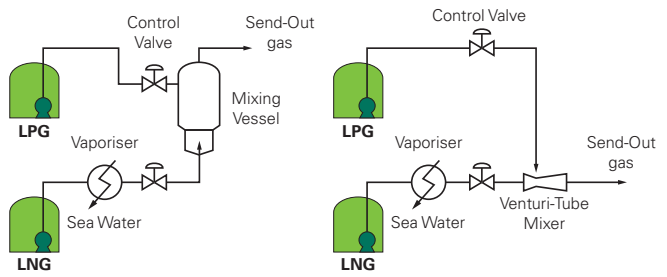 Control
Valve
Send-Out
gas
LPG
Mixing
Vessel
Vaporiser
Sea Water
LNG
Control Valve
LPG
Vaporiser
Send-Out
gas
Sea Water
Venturi-Tube
Mixer
LNG